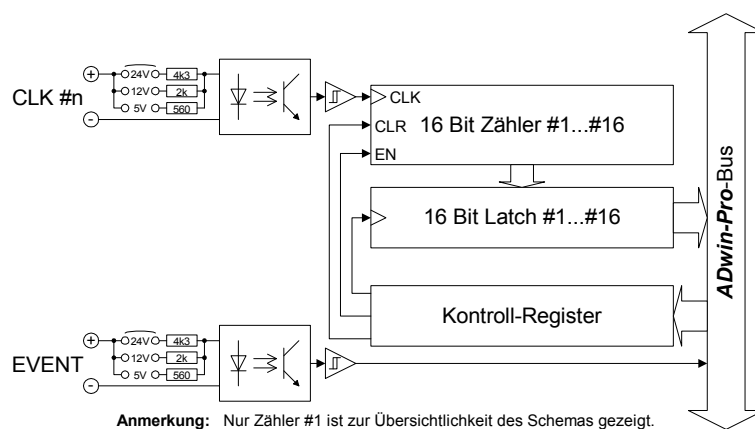 CLK #n
+
24V 4k3
12V 2k
5V 560
-
CLK
CLR
EN
16 Bit Zähler #1...#16
16 Bit Latch #1...#16
Kontroll-Register
ADwin-Pro-Bus
EVENT
+
24V 4k3
12V 2k
5V 560
-
Anmerkung: Nur Zähler #1 ist zur Übersichtlichkeit des Schemas gezeigt.